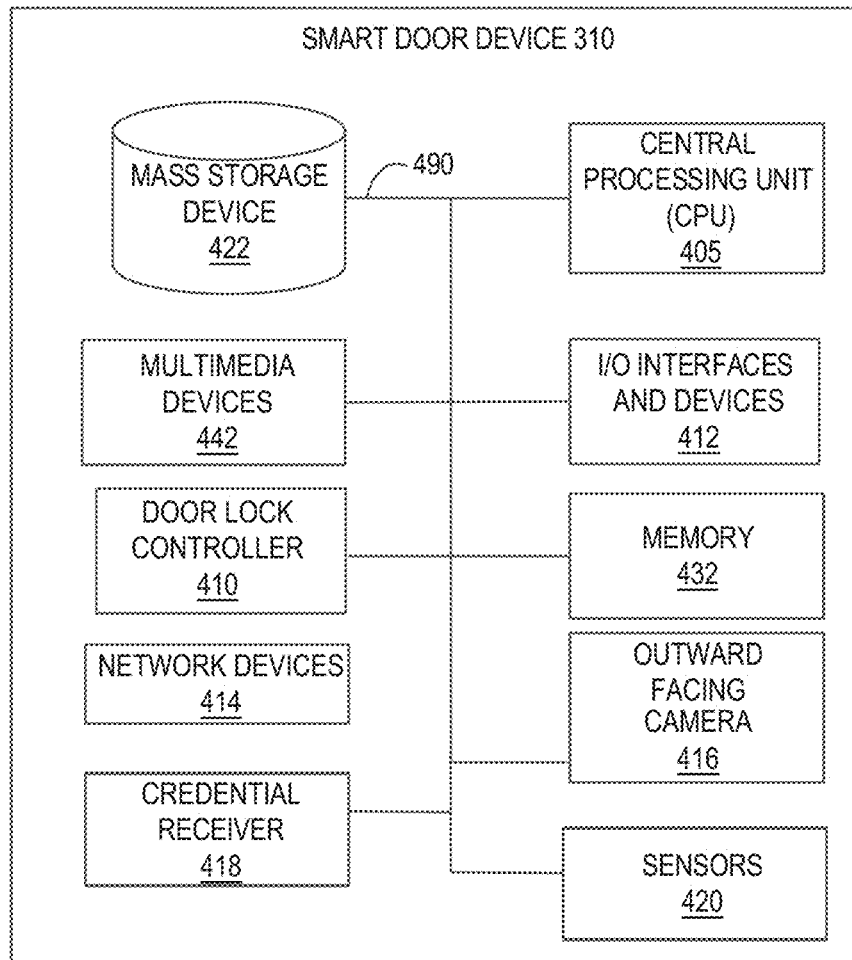 SMART DOOR DEVICE 310
MASS STORAGE
DEVICE
422
490
CENTRAL
PROCESSING UNIT
(CPU)
405
MULTIMEDIA
DEVICES
442
I/O INTERFACES
AND DEVICES
412
DOOR LOCK
CONTROLLER
410
MEMORY
432
NETWORK DEVICES
414
OUTWARD
FACING
CAMERA
416
CREDENTIAL
RECEIVER
418
SENSORS
420